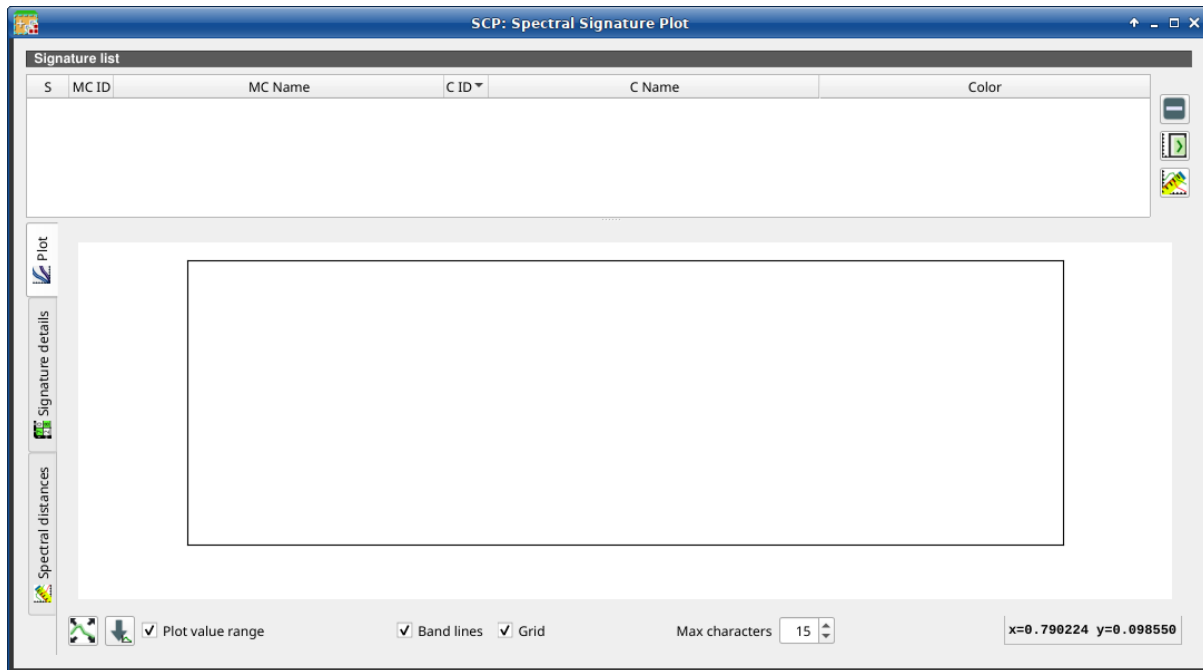 SCP: Spectral Signature Plot
Signature list
S MC ID MC Name C ID C Name Color
Plot
Signature details
Spectral distances
Plot value range Band lines Grid Max characters 15 x=0.790224 y=0.098550